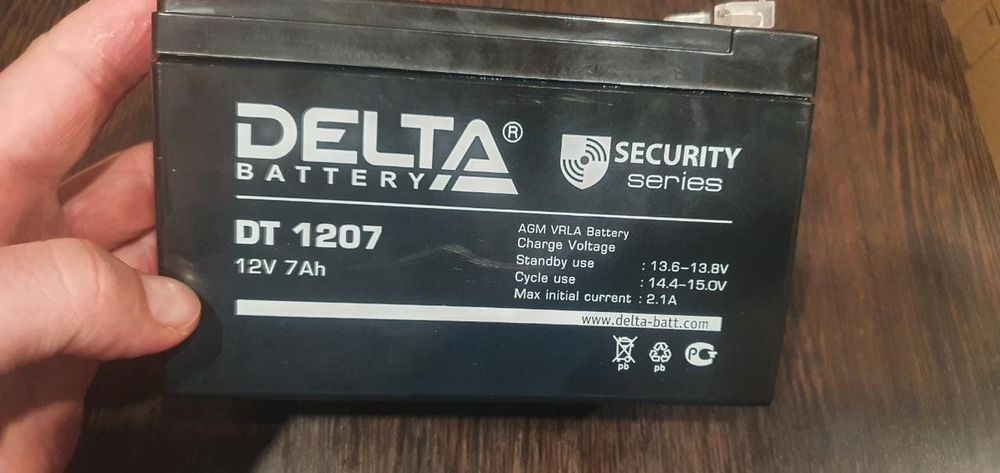 DELTA®
BATTERY
SECURITY
series
DT 1207
12V 7Ah
AGM VRLA Battery
Charge Voltage
Standby use : 13.6–13.8V
Cycle use : 14.4–15.0V
Max initial current : 2.1A
www.delta-batt.com
pb
pb
РС